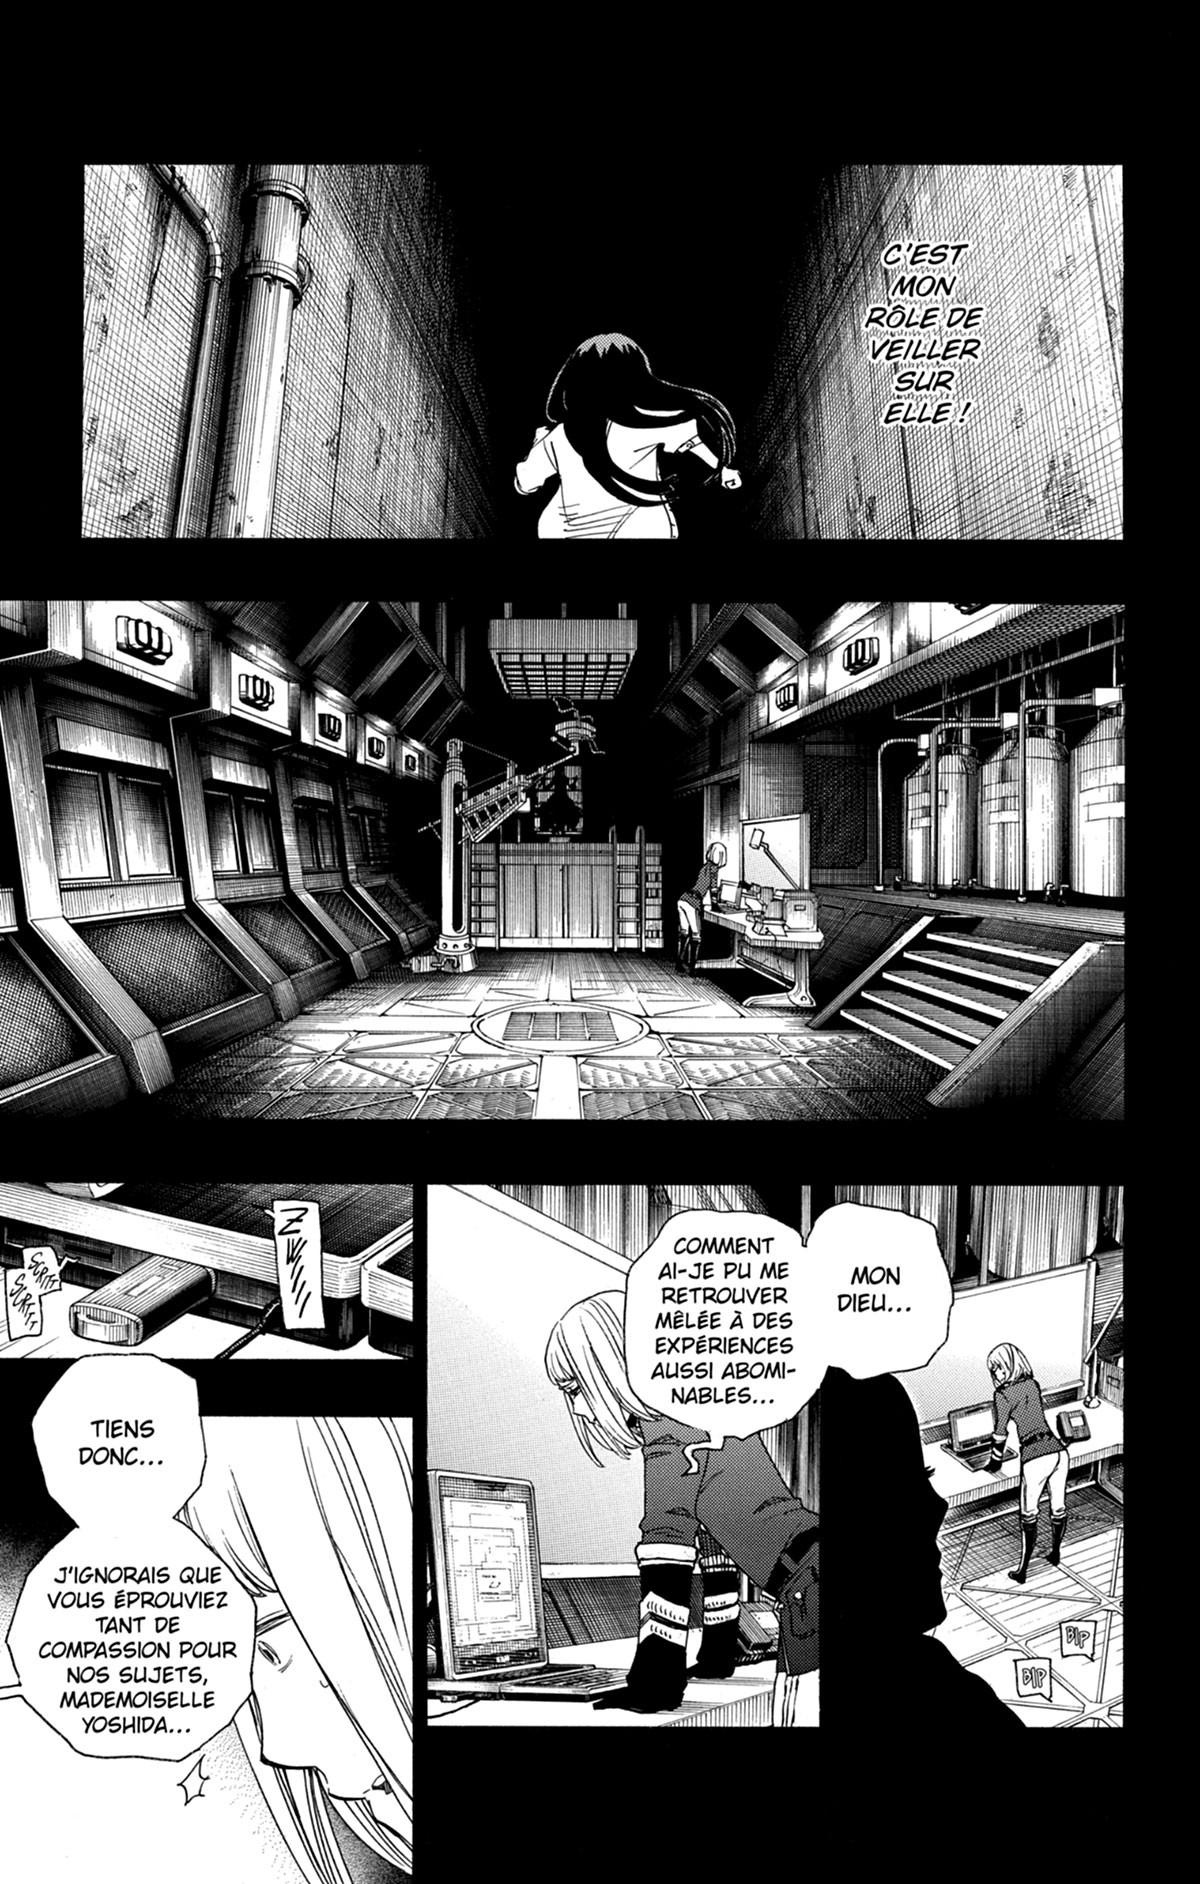 C'EST
MON
RÔLE DE
VEILLER
SUR
ELLE !
MON
DIEU...
COMMENT
AI-JE PU ME
RETROUVER
MÊLÉE À DES
EXPÉRIENCES
AUSSI ABOMI-
NABLES...
BIP
BIP
SCRITT
SCRITT
TIENS
DONC...
J'IGNORAIS QUE
VOUS ÉPROUVIEZ
TANT DE
COMPASSION POUR
NOS SUJETS,
MADEMOISELLE
YOSHIDA...